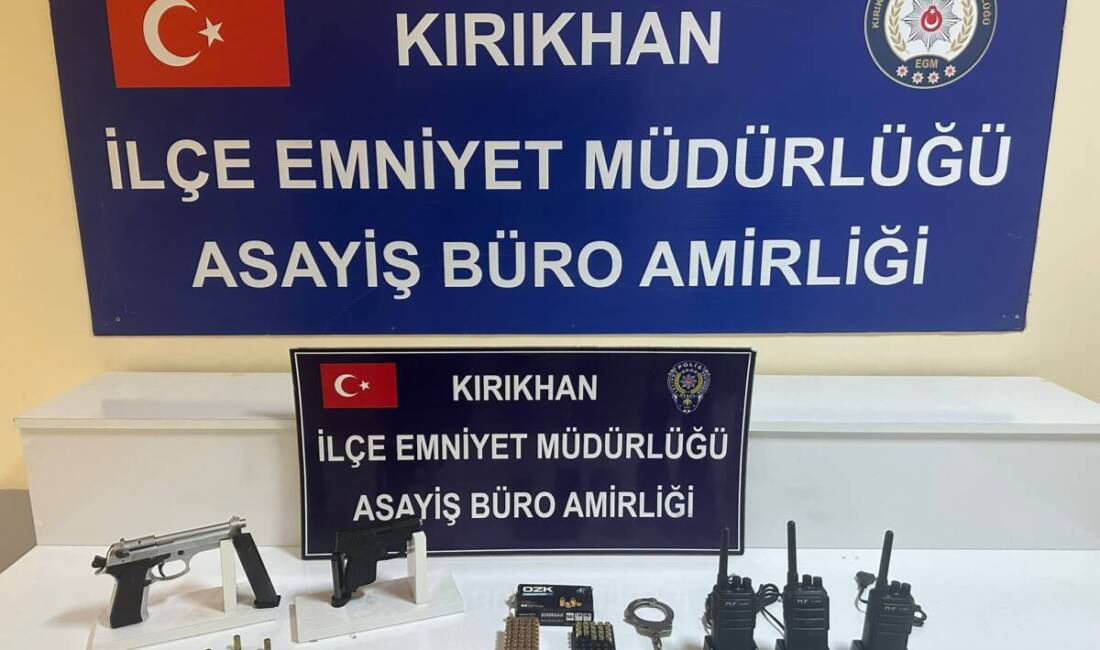 KIRIKHAN
EGM
İLÇE EMNİYET MÜDÜRLÜĞÜ
ASAYİŞ BÜRO AMİRLİĞİ
KIRIKHAN
POLİS
İLÇE EMNİYET MÜDÜRLÜĞÜ
ASAYİŞ BÜRO AMİRLİĞİ
OZK